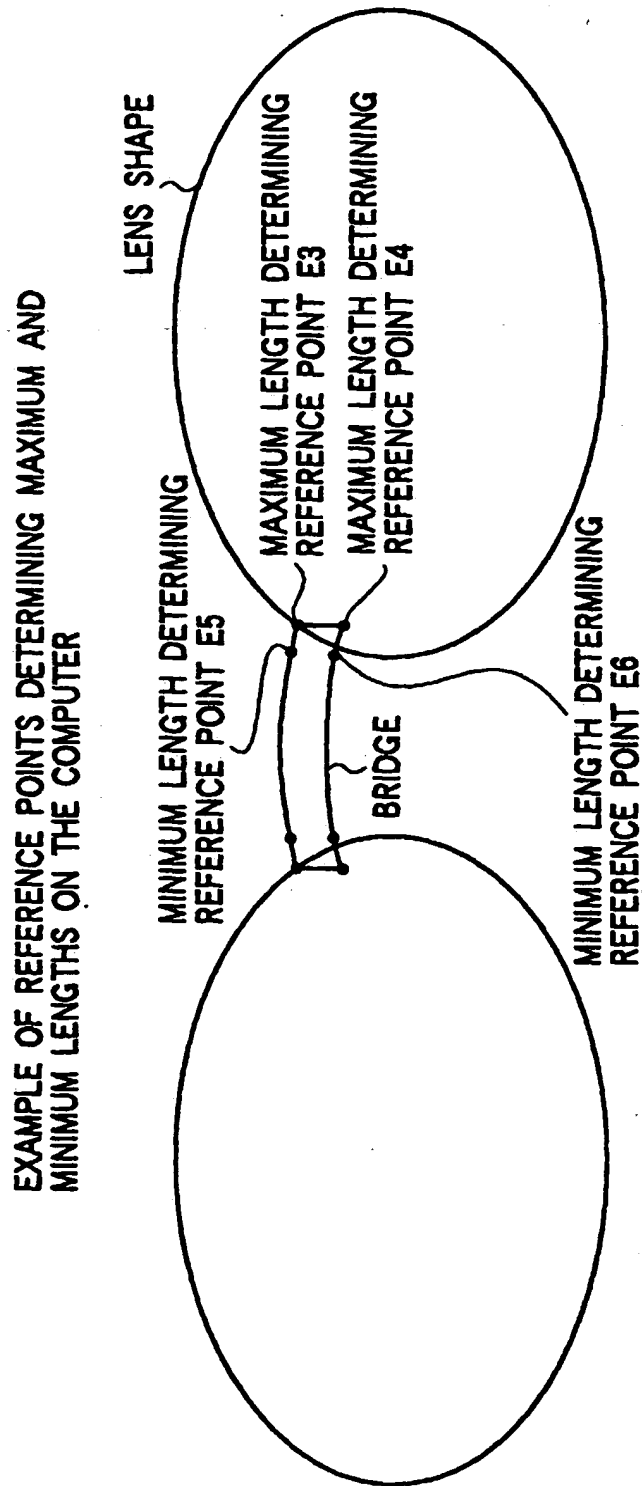 EXAMPLE OF REFERENCE POINTS DETERMINING MAXIMUM AND
MINIMUM LENGTHS ON THE COMPUTER
LENS SHAPE
MINIMUM LENGTH DETERMINING
REFERENCE POINT E5
MAXIMUM LENGTH DETERMINING
REFERENCE POINT E3
MAXIMUM LENGTH DETERMINING
REFERENCE POINT E4
BRIDGE
MINIMUM LENGTH DETERMINING
REFERENCE POINT E6